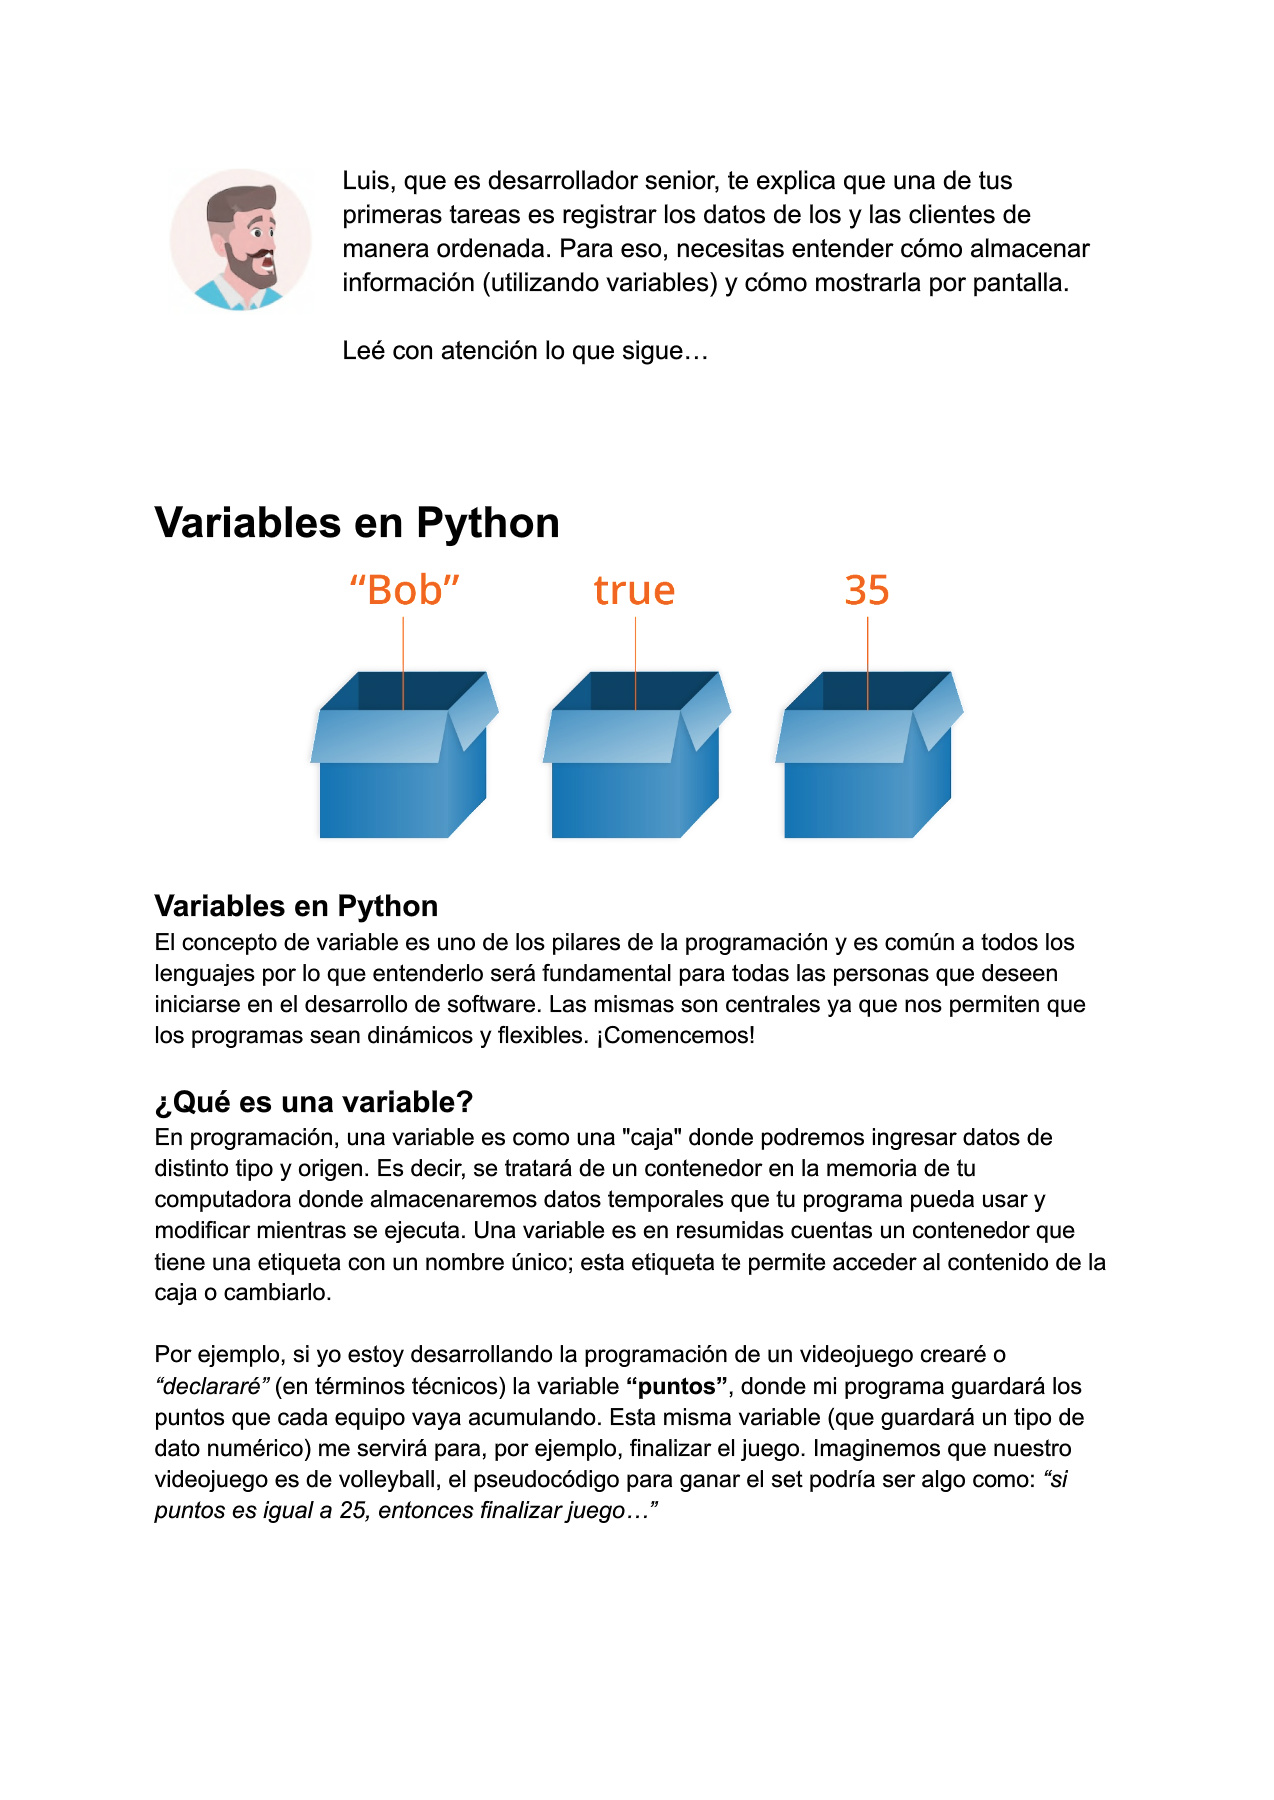 Luis, que es desarrollador senior, te explica que una de tus
primeras tareas es registrar los datos de los y las clientes de
manera ordenada. Para eso, necesitas entender cómo almacenar
información (utilizando variables) y cómo mostrarla por pantalla.
Leé con atención lo que sigue…
Variables en Python
“Bob” true 35
Variables en Python
El concepto de variable es uno de los pilares de la programación y es común a todos los
lenguajes por lo que entenderlo será fundamental para todas las personas que deseen
iniciarse en el desarrollo de software. Las mismas son centrales ya que nos permiten que
los programas sean dinámicos y flexibles. ¡Comencemos!
¿Qué es una variable?
En programación, una variable es como una "caja" donde podremos ingresar datos de
distinto tipo y origen. Es decir, se tratará de un contenedor en la memoria de tu
computadora donde almacenaremos datos temporales que tu programa pueda usar y
modificar mientras se ejecuta. Una variable es en resumidas cuentas un contenedor que
tiene una etiqueta con un nombre único; esta etiqueta te permite acceder al contenido de la
caja o cambiarlo.
Por ejemplo, si yo estoy desarrollando la programación de un videojuego crearé o
“declararé” (en términos técnicos) la variable “puntos”, donde mi programa guardará los
puntos que cada equipo vaya acumulando. Esta misma variable (que guardará un tipo de
dato numérico) me servirá para, por ejemplo, finalizar el juego. Imaginemos que nuestro
videojuego es de volleyball, el pseudocódigo para ganar el set podría ser algo como: “si
puntos es igual a 25, entonces finalizar juego…”